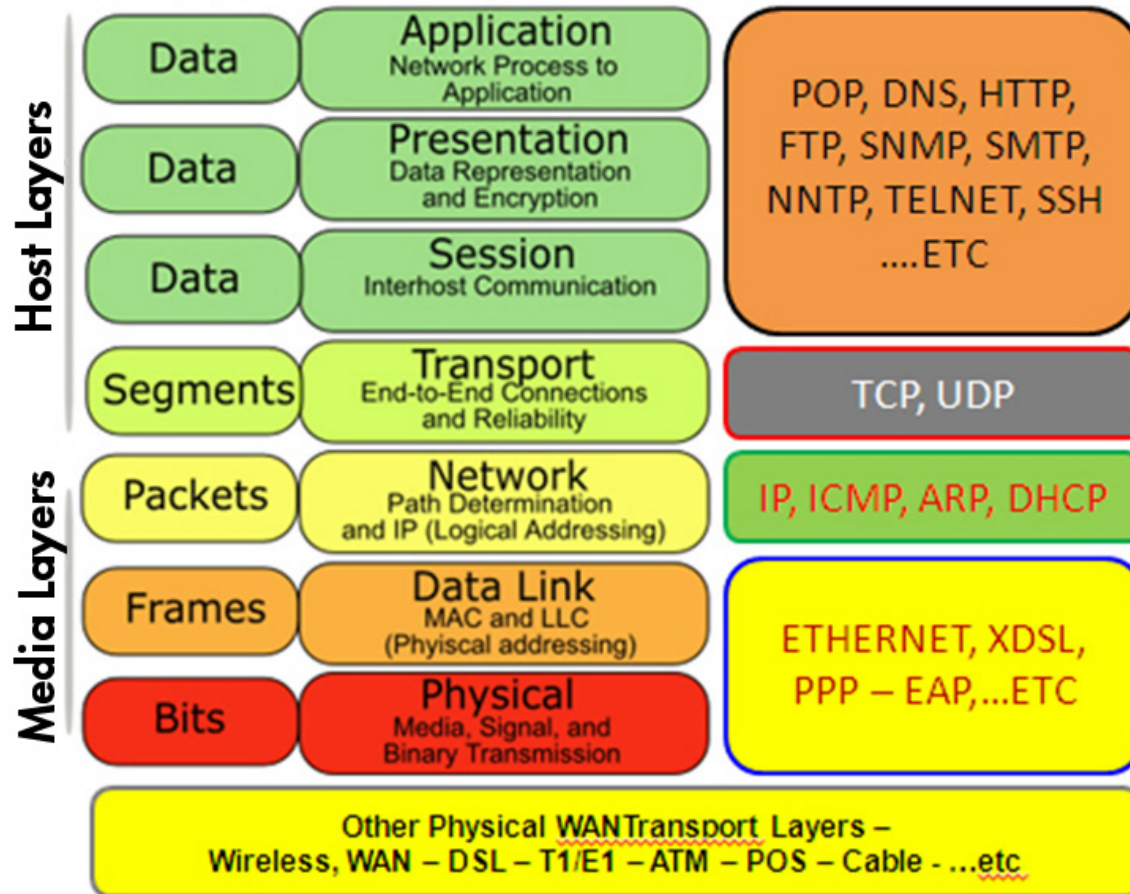 Host Layers
Data
Application
Network Process to
Application
POP, DNS, HTTP,
FTP, SNMP, SMTP,
NNTP, TELNET, SSH
....ETC
Data
Presentation
Data Representation
and Encryption
Data
Session
Interhost Communication
Segments
Transport
End-to-End Connections
and Reliability
TCP, UDP
Media Layers
Packets
Network
Path Determination
and IP (Logical Addressing)
IP, ICMP, ARP, DHCP
Frames
Data Link
MAC and LLC
(Phyiscal addressing)
ETHERNET, XDSL,
PPP – EAP,...ETC
Bits
Physical
Media, Signal, and
Binary Transmission
Other Physical WANTransport Layers –
Wireless, WAN – DSL – T1/E1 – ATM – POS – Cable - ...etc